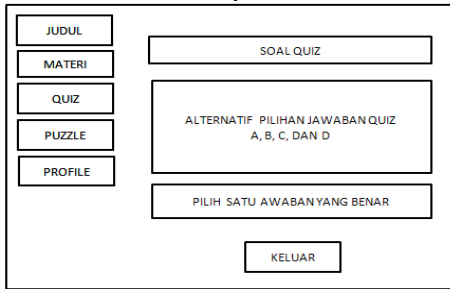 JUDUL
MATERI
QUIZ
PUZZLE
PROFILE
SOAL QUIZ
ALTERNATIF PILIHAN JAWABAN QUIZ
A, B, C, DAN D
PILIH SATU AWABAN YANG BENAR
KELUAR